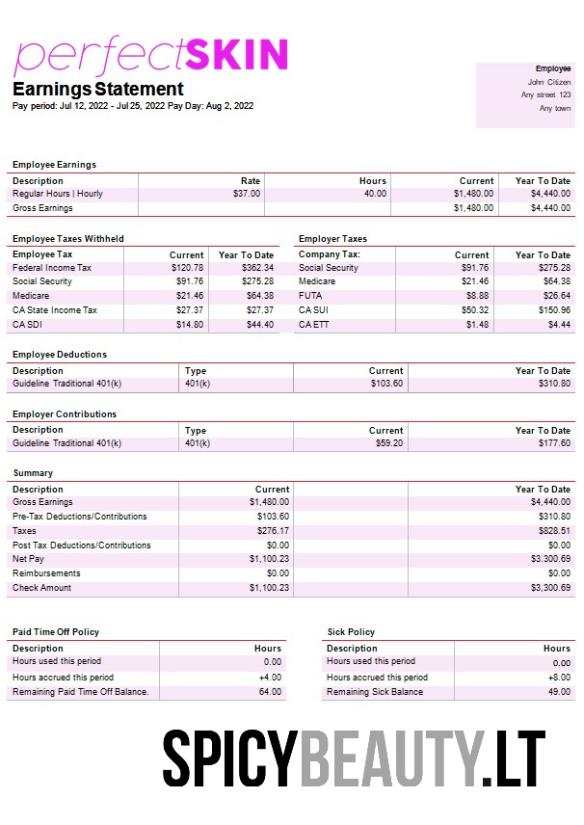 perfectSKIN
Earnings Statement
Pay period: Jul 12, 2022 - Jul 25, 2022 Pay Day: Aug 2, 2022
Employee
John Citizen
Any street 123
Any town
Employee Earnings
Description Rate Hours Current Year To Date
Regular Hours | Hourly $37.00 40.00 $1,480.00 $4,440.00
Gross Earnings $1,480.00 $4,440.00
Employee Taxes Withheld
Employee Tax Current Year To Date
Federal Income Tax $120.78 $362.34
Social Security $91.76 $275.28
Medicare $21.46 $64.38
CA State Income Tax $27.37 $27.37
CA SDI $14.80 $44.40
Employer Taxes
Company Tax: Current Year To Date
Social Security $91.76 $275.28
Medicare $21.46 $64.38
FUTA $8.88 $26.64
CA SUI $50.32 $150.96
CA ETT $1.48 $4.44
Employee Deductions
Description Type Current Year To Date
Guideline Traditional 401(k) 401(k) $103.60 $310.80
Employer Contributions
Description Type Current Year To Date
Guideline Traditional 401(k) 401(k) $59.20 $177.60
Summary
Description Current Year To Date
Gross Earnings $1,480.00 $4,440.00
Pre-Tax Deductions/Contributions $103.60 $310.80
Taxes $276.17 $828.51
Post Tax Deductions/Contributions $0.00 $0.00
Net Pay $1,100.23 $3.300.69
Reimbursements $0.00 $0.00
Check Amount $1,100.23 $3,300.69
Paid Time Off Policy
Description Hours
Hours used this period 0.00
Hours accrued this period +4.00
Remaining Paid Time Off Balance. 64.00
Sick Policy
Description Hours
Hours used this period 0.00
Hours accrued this period +8.00
Remaining Sick Balance 49.00
SPICYBEAUTY.LT